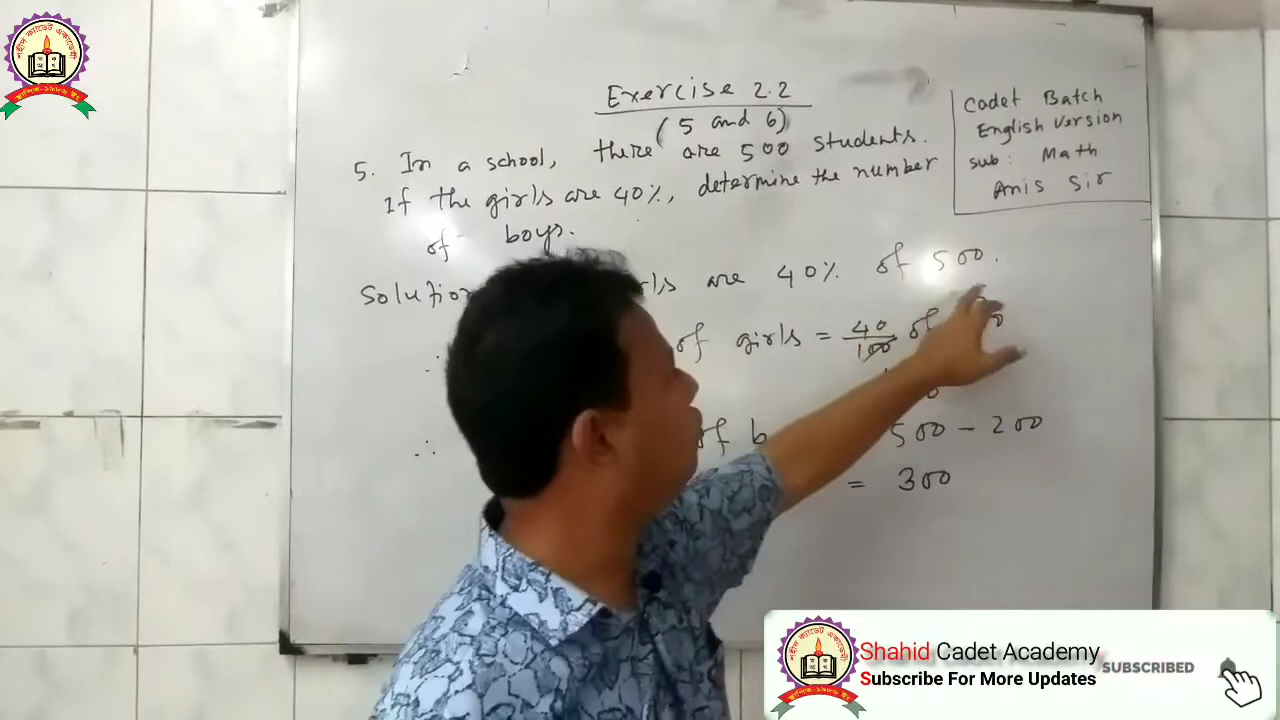 Exercise 2.2
(5 and 6)
5. In a school, there are 500 students.
If the girls are 40%, determine the number
of boys.
Cadet Batch
English Version
Sub: Math
Anis Sir
Solution are 40% of 500.
∴ of girls = 40/100 of
∴ of b 500 - 200
= 300
Shahid Cadet Academy
Subscribe For More Updates
SUBSCRIBED